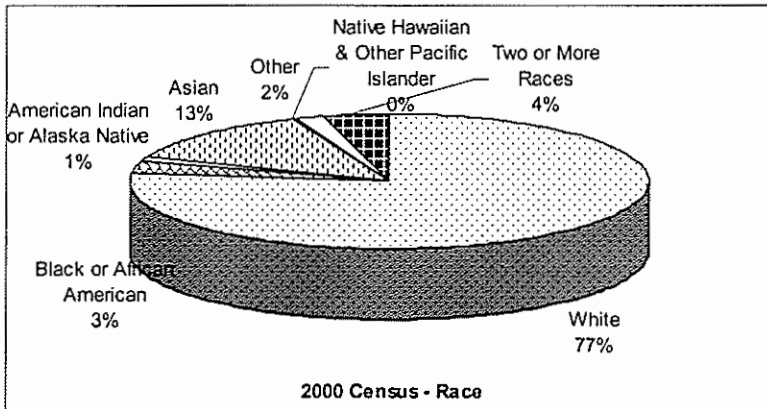 Native Hawaiian
& Other Pacific
Islander
0%
Two or More
Races
4%
Other
2%
Asian
13%
American Indian
or Alaska Native
1%
Black or African
American
3%
White
77%
2000 Census - Race